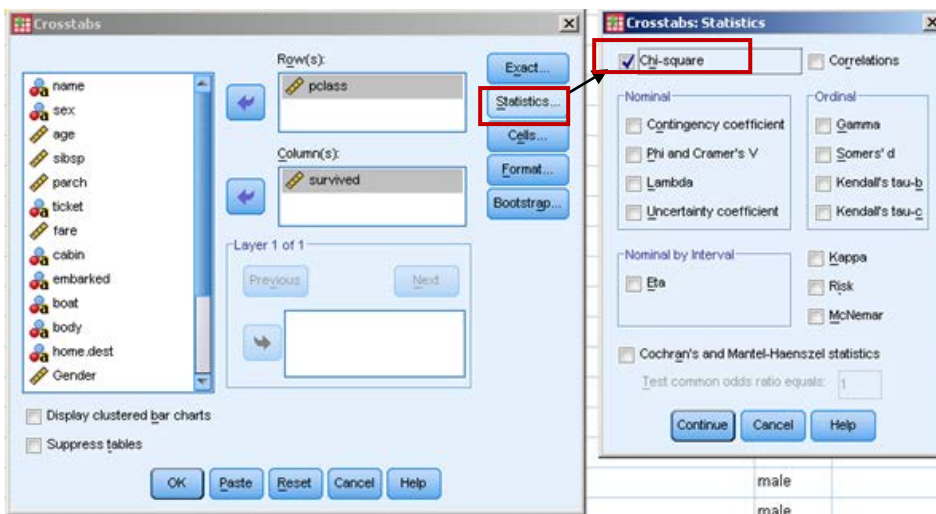 Crosstabs
name
sex
age
sibsp
parch
ticket
fare
cabin
embarked
boat
body
home.dest
Gender
Row(s):
pclass
Column(s):
survived
Layer 1 of 1
Previous
Next
Exact...
Statistics...
Cells...
Format...
Bootstrap...
Display clustered bar charts
Suppress tables
OK Paste Reset Cancel Help
Crosstabs: Statistics
Chi-square
Correlations
Nominal
Contingency coefficient
Phi and Cramer's V
Lambda
Uncertainty coefficient
Ordinal
Gamma
Somers' d
Kendall's tau-b
Kendall's tau-c
Nominal by Interval
Eta
Kappa
Risk
McNemar
Cochran's and Mantel-Haenszel statistics
Test common odds ratio equals: 1
Continue Cancel Help
male
male